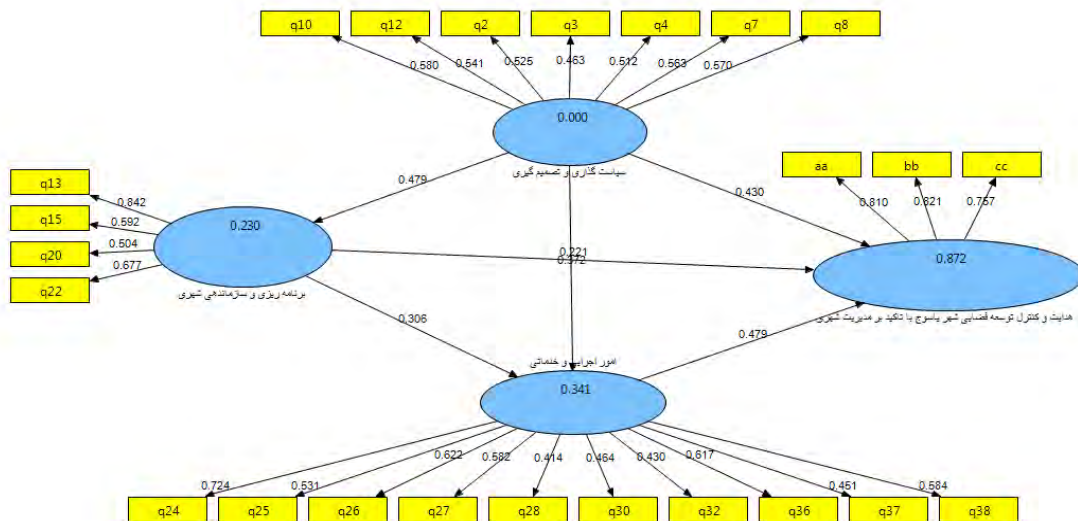 q10 q12 q2 q3 q4 q7 q8
0.580 0.541 0.525 0.463 0.512 0.563 0.570
0.000
سیاست گذاری و تصمیم گیری
aa bb cc
0.810 0.821 0.757
q13
q15
q20
q22
0.842
0.592
0.504
0.677
0.479
0.430
0.230
برنامه ریزی و سازماندهی شهری
0.221
0.372
0.872
هدایت و کنترل توسعه فضایی شهر یاسوج با تاکید بر مدیریت شهری
0.306
0.479
امور اجرایی و خدماتی
0.341
0.724 0.531 0.622 0.582 0.414 0.464 0.430 0.617 0.451 0.584
q24 q25 q26 q27 q28 q30 q32 q36 q37 q38